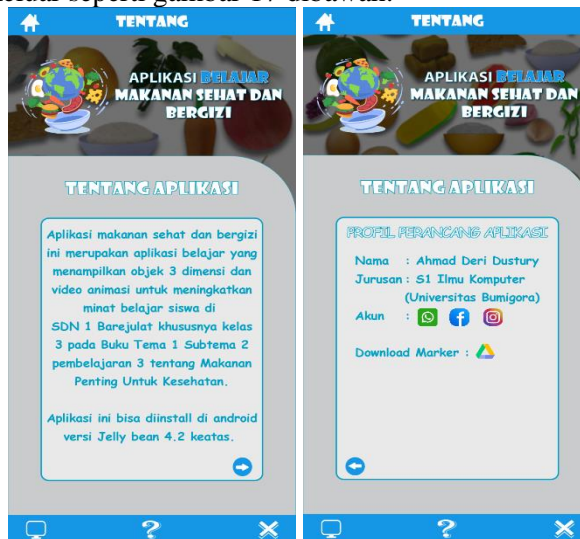 TENTANG
APLIKASI BELAJAR
MAKANAN SEHAT DAN
BERGIZI
TENTANG APLIKASI
Aplikasi makanan sehat dan bergizi
ini merupakan aplikasi belajar yang
menampilkan objek 3 dimensi dan
video animasi untuk meningkatkan
minat belajar siswa di
SDN 1 Barejulat khususnya kelas
3 pada Buku Tema 1 Subtema 2
pembelajaran 3 tentang Makanan
Penting Untuk Kesehatan.
Aplikasi ini bisa diinstall di android
versi Jelly bean 4.2 keatas.
?
TENTANG
APLIKASI BELAJAR
MAKANAN SEHAT DAN
BERGIZI
TENTANG APLIKASI
PROFIL PERANCANG APLIKASI
Nama : Ahmad Deri Dustury
Jurusan : S1 Ilmu Komputer
(Universitas Bumigora)
Akun :
Download Marker :
?